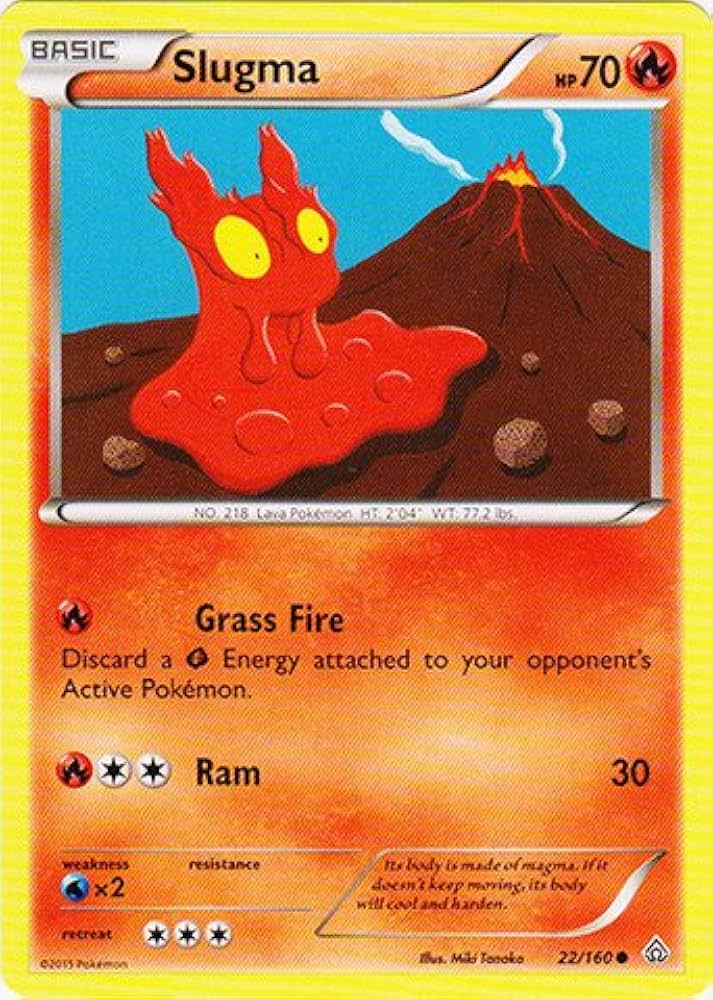 BASIC
Slugma
HP 70
NO. 218 Lava Pokémon HT: 2'04" WT: 77.2 lbs.
Grass Fire
Discard a Energy attached to your opponent's
Active Pokémon.
Ram 30
weakness resistance
×2
retreat
Its body is made of magma. If it
doesn't keep moving, its body
will cool and harden.
©2015 Pokémon
Illus. Miki Tanaka
22/160